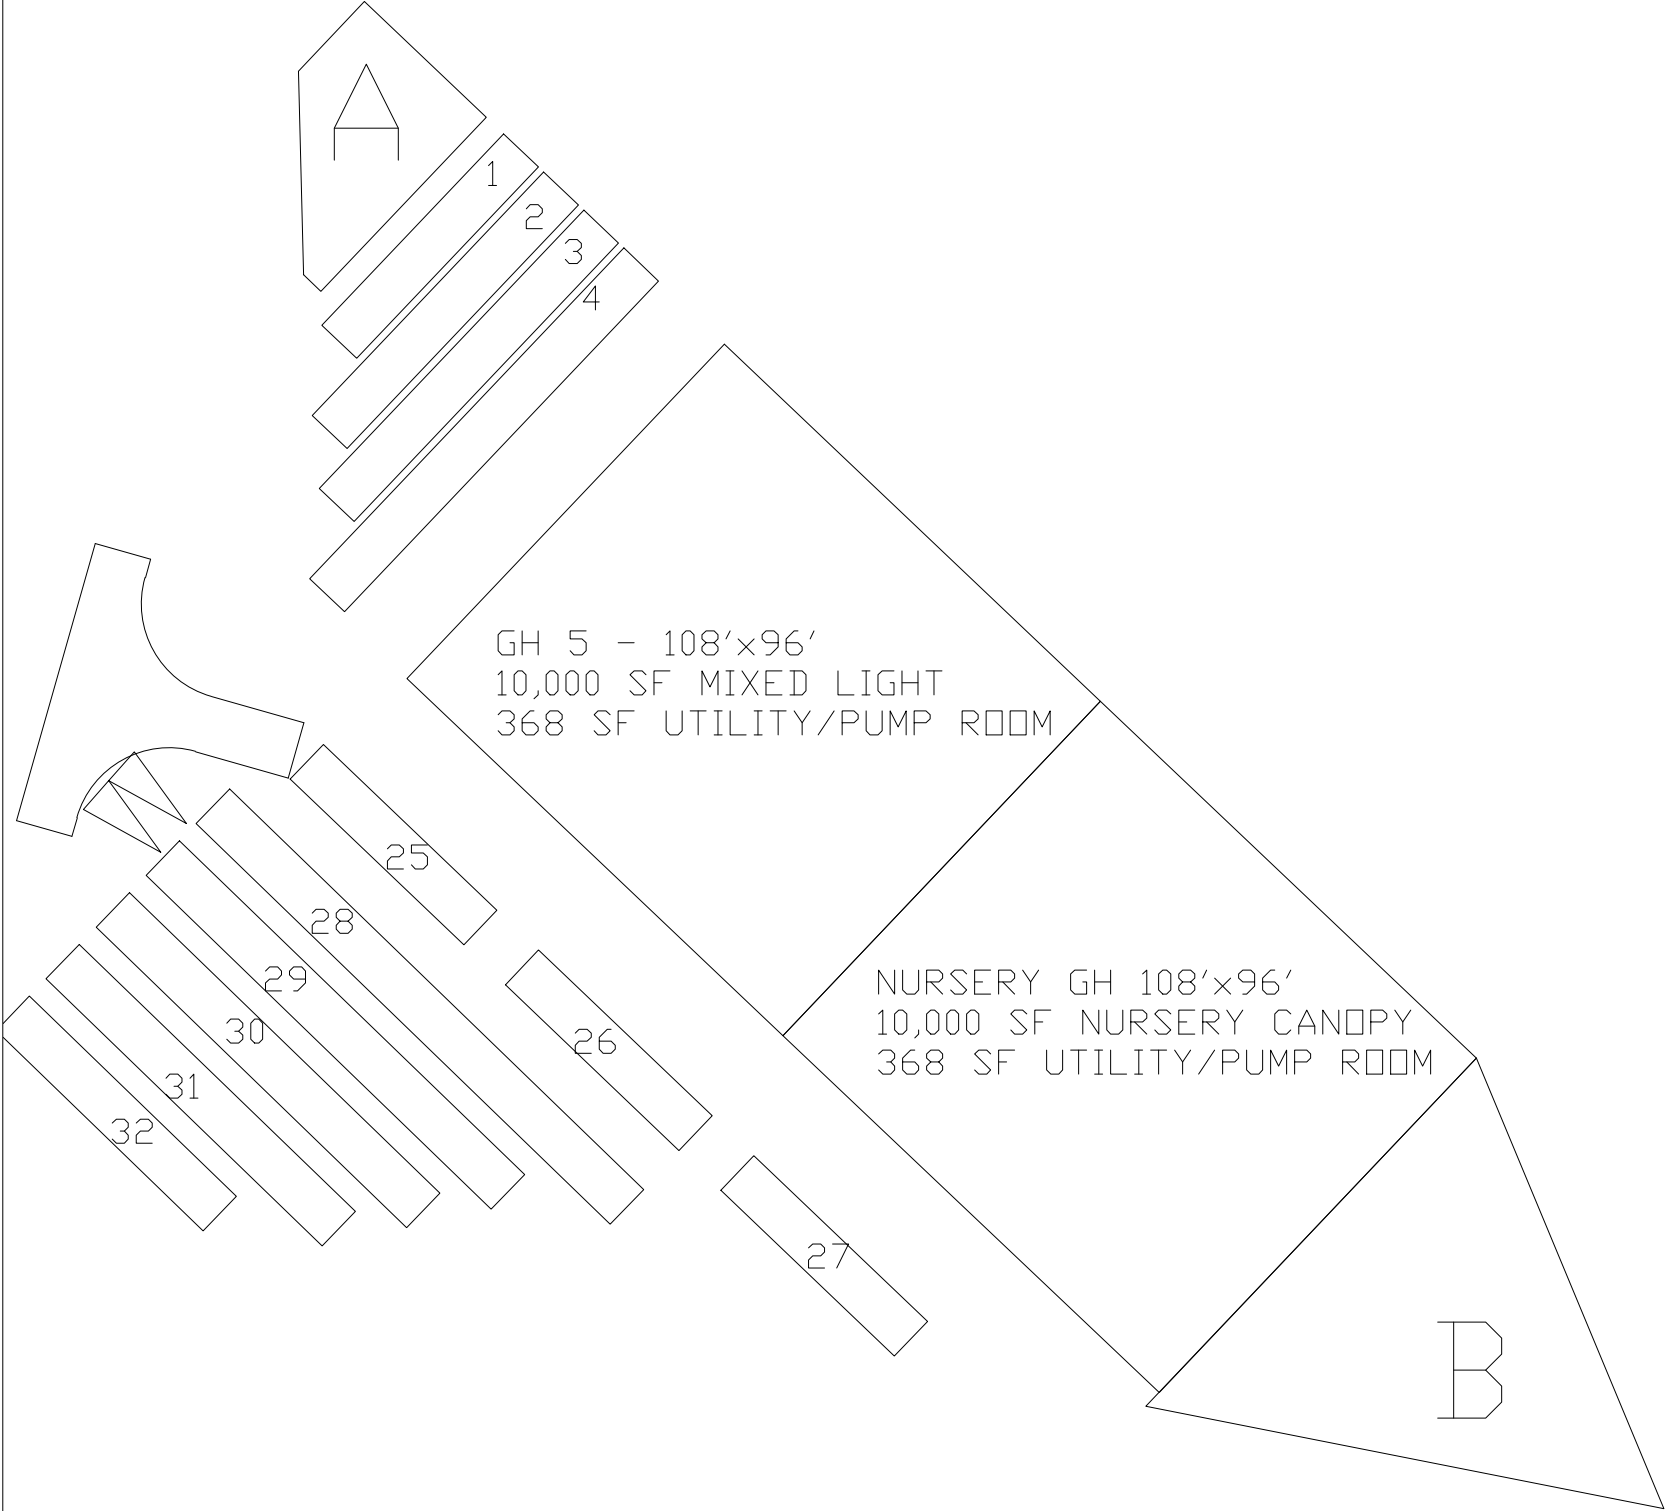 A
1
2
3
4
GH 5 - 108'x96'
10,000 SF MIXED LIGHT
368 SF UTILITY/PUMP ROOM
25
28
29
NURSERY GH 108'x96'
10,000 SF NURSERY CANOPY
368 SF UTILITY/PUMP ROOM
30
26
31
32
27
B